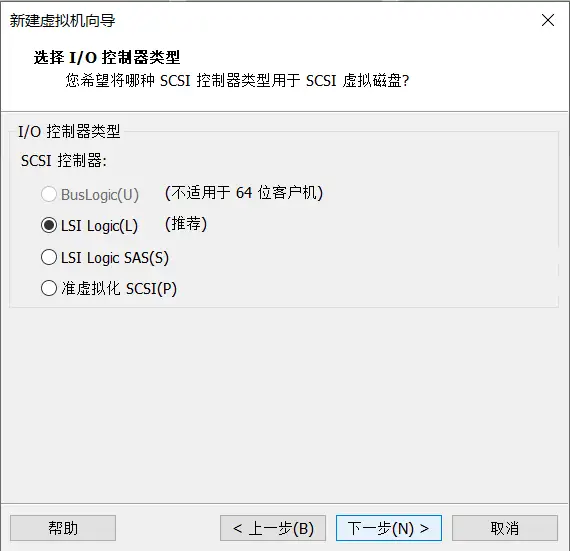 新建虚拟机向导
选择 I/O 控制器类型
您希望将哪种 SCSI 控制器类型用于 SCSI 虚拟磁盘?
I/O 控制器类型
SCSI 控制器:
BusLogic(U) (不适用于 64 位客户机)
LSI Logic(L) (推荐)
LSI Logic SAS(S)
准虚拟化 SCSI(P)
帮助 < 上一步(B) 下一步(N) > 取消